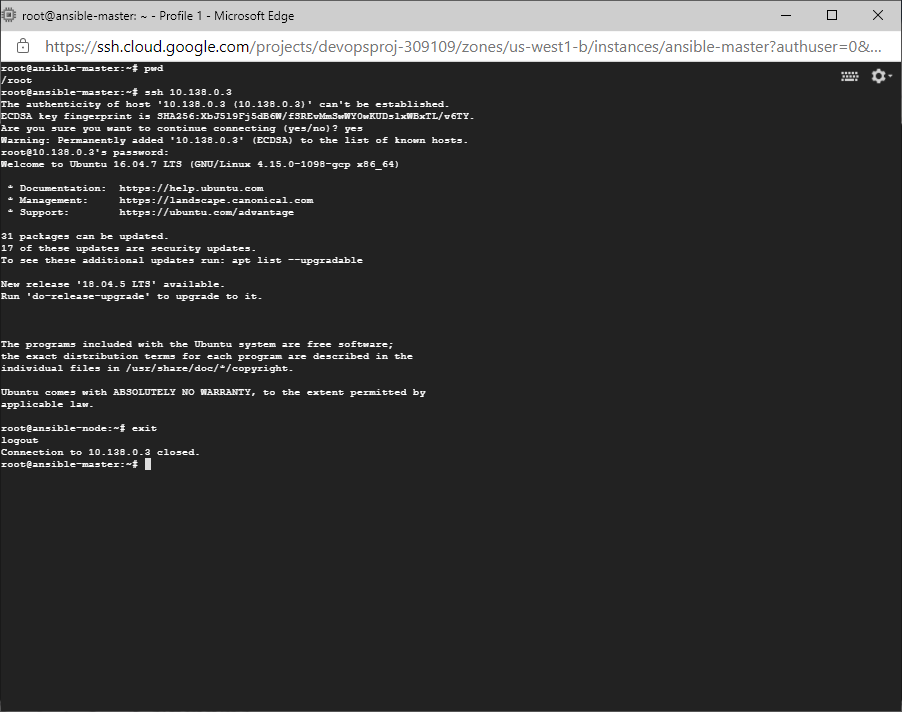 root@ansible-master: ~ - Profile 1 - Microsoft Edge
https://ssh.cloud.google.com/projects/devopsproj-309109/zones/us-west1-b/instances/ansible-master?authuser=0&...
root@ansible-master:~# pwd
/root
root@ansible-master:~# ssh 10.138.0.3
The authenticity of host '10.138.0.3 (10.138.0.3)' can't be established.
ECDSA key fingerprint is SHA256:XbJ5l9Fj5dB6W/fSREvMmSwWY0wKUDslxWBxTL/v6TY.
Are you sure you want to continue connecting (yes/no)? yes
Warning: Permanently added '10.138.0.3' (ECDSA) to the list of known hosts.
root@10.138.0.3's password:
Welcome to Ubuntu 16.04.7 LTS (GNU/Linux 4.15.0-1098-gcp x86_64)
* Documentation:  https://help.ubuntu.com
* Management:     https://landscape.canonical.com
* Support:        https://ubuntu.com/advantage
31 packages can be updated.
17 of these updates are security updates.
To see these additional updates run: apt list --upgradable
New release '18.04.5 LTS' available.
Run 'do-release-upgrade' to upgrade to it.
The programs included with the Ubuntu system are free software;
the exact distribution terms for each program are described in the
individual files in /usr/share/doc/*/copyright.
Ubuntu comes with ABSOLUTELY NO WARRANTY, to the extent permitted by
applicable law.
root@ansible-node:~# exit
logout
Connection to 10.138.0.3 closed.
root@ansible-master:~#